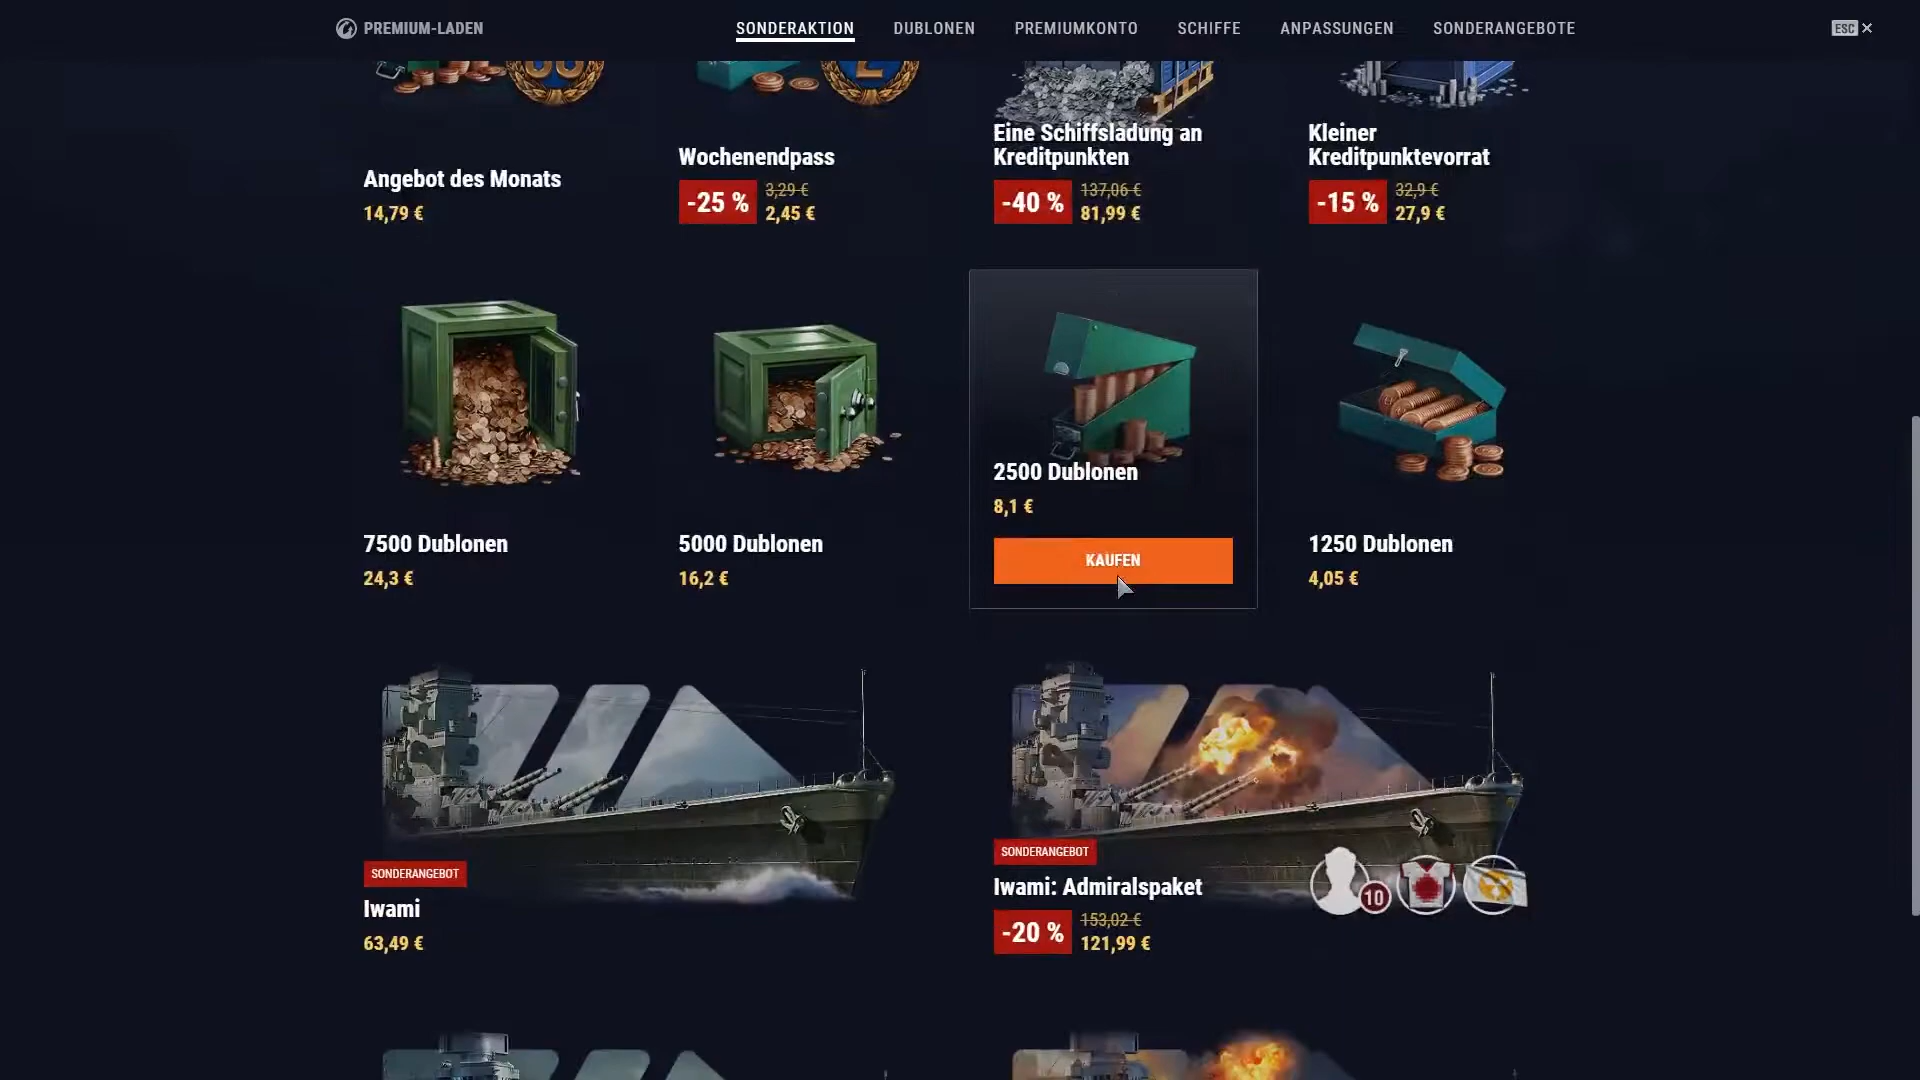 PREMIUM-LADEN
SONDERAKTION
DUBLONEN
PREMIUMKONTO
SCHIFFE
ANPASSUNGEN
SONDERANGEBOTE
ESC
Angebot des Monats
14,79 €
Wochenendpass
-25 %
3,29 €
2,45 €
Eine Schiffsladung an
Kreditpunkten
-40 %
137,06 €
81,99 €
Kleiner
Kreditpunktevorrat
-15 %
32,9 €
27,9 €
7500 Dublonen
24,3 €
5000 Dublonen
16,2 €
2500 Dublonen
8,1 €
KAUFEN
1250 Dublonen
4,05 €
SONDERANGEBOT
Iwami
63,49 €
SONDERANGEBOT
Iwami: Admiralspaket
-20 %
153,02 €
121,99 €
10